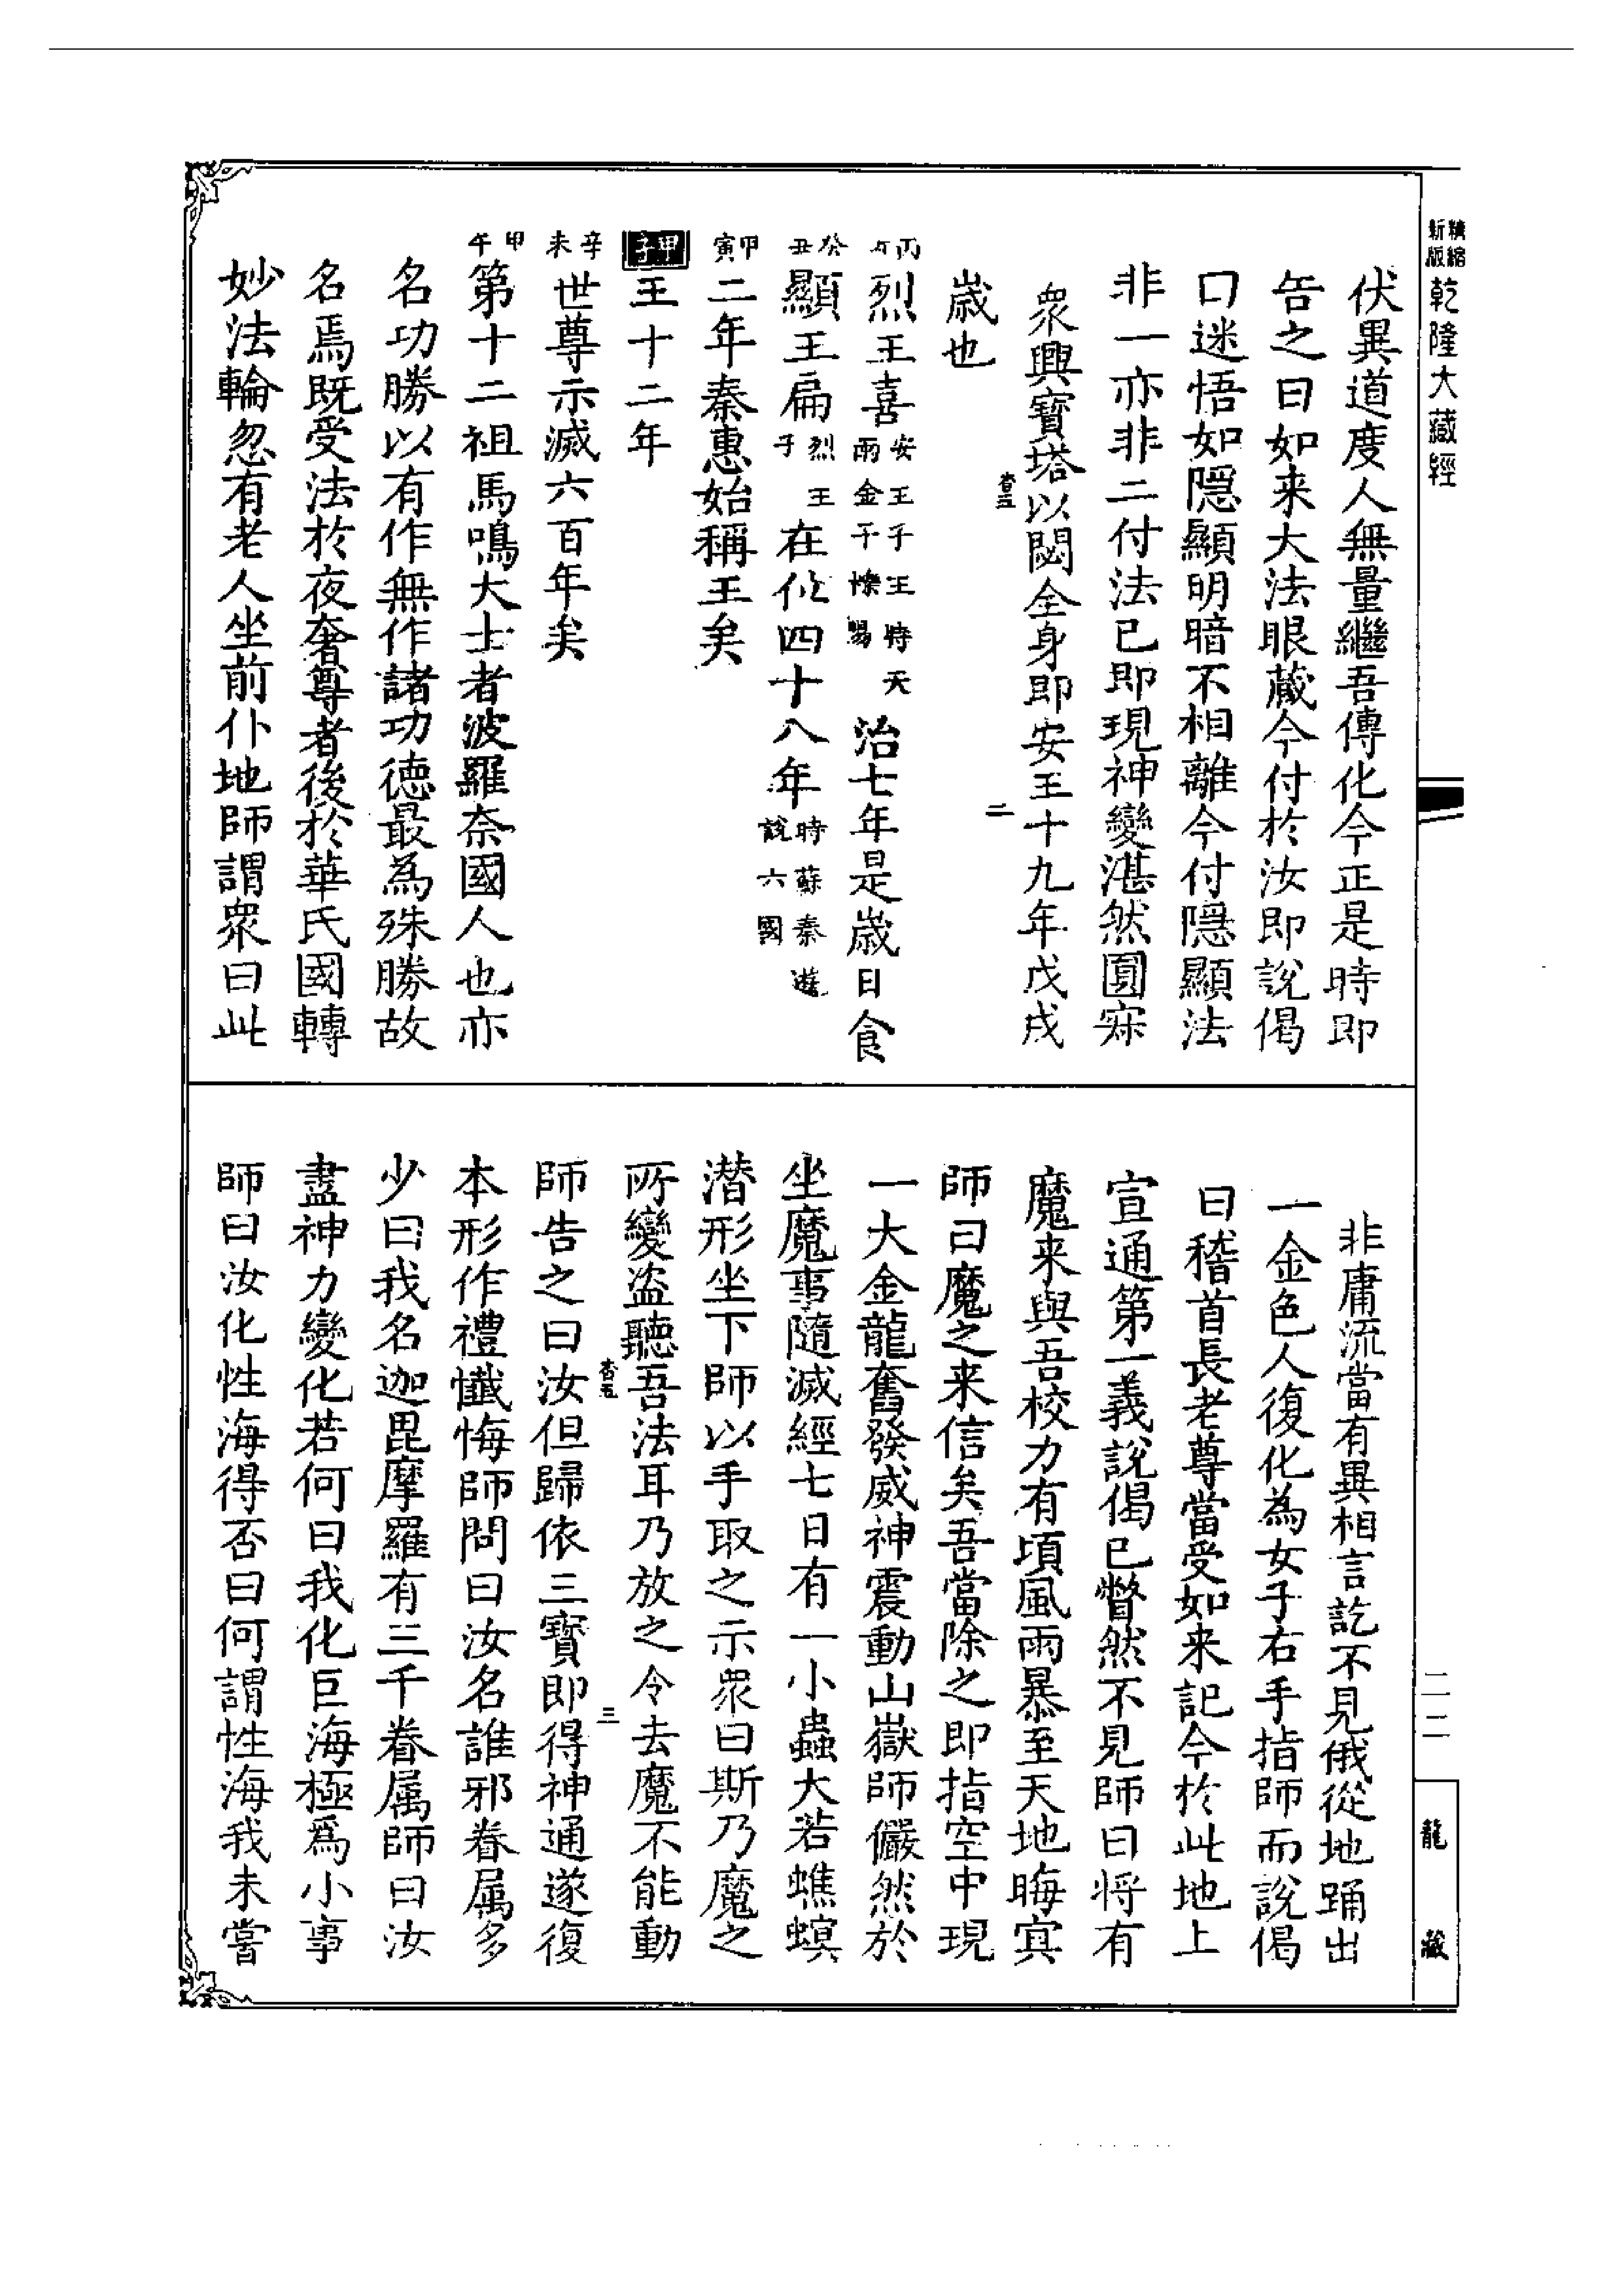 精縮
新版
乾隆大藏經
伏異道度人無量繼吾傳化今正是時即
告之曰如来大法眼藏今付於汝即說偈
曰迷悟如隱顯明暗不相離今付隱顯法
非一亦非二付法已即現神變湛然圓寂
衆興寶塔以閟全身即安王十九年戊戌
二
歲也
丙午
烈王喜
安王子王時天
雨金于櫟陽
治七年是歲日食
癸丑
顯王扁
烈王
子
在位四十八年
時蘇秦遊
說六國
甲寅
二年秦惠始稱王矣
甲子
王十二年
辛未
世尊示滅六百年矣
甲午
第十二祖馬鳴大士者波羅奈國人也亦
名功勝以有作無作諸功德最為殊勝故
名焉既受法於夜奢尊者後於華氏國轉
妙法輪忽有老人坐前仆地師謂衆曰此
非庸流當有異相言訖不見俄從地踊出
一金色人復化為女子右手指師而說偈
曰稽首長老尊當受如来記今於此地上
宣通第一義說偈已瞥然不見師曰将有
魔来與吾校力有頃風雨暴至天地晦冥
師曰魔之来信矣吾當除之即指空中現
一大金龍奮發威神震動山嶽師儼然於
坐魔事隨滅經七日有一小蟲大若蟭螟
潜形坐下師以手取之示衆曰斯乃魔之
所變盗聽吾法耳乃放之令去魔不能動
三
師告之曰汝但歸依三寳即得神通遂復
本形作禮懺悔師問曰汝名誰邪眷属多
少曰我名迦毘摩羅有三千眷属師曰汝
盡神力變化若何曰我化巨海極爲小事
師曰汝化性海得否曰何謂性海我未嘗
二二
龍藏